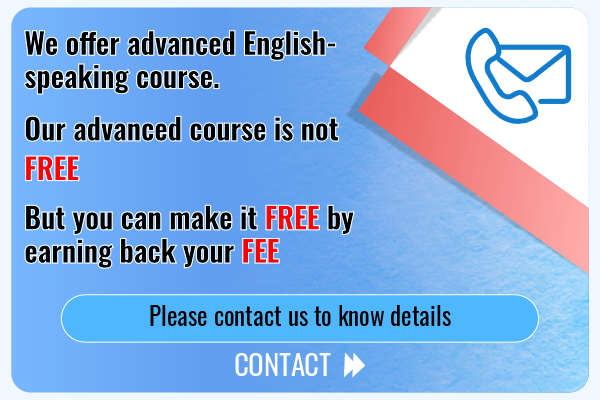 We offer advanced English-
speaking course.
Our advanced course is not
FREE
But you can make it FREE by
earning back your FEE
Please contact us to know details
CONTACT